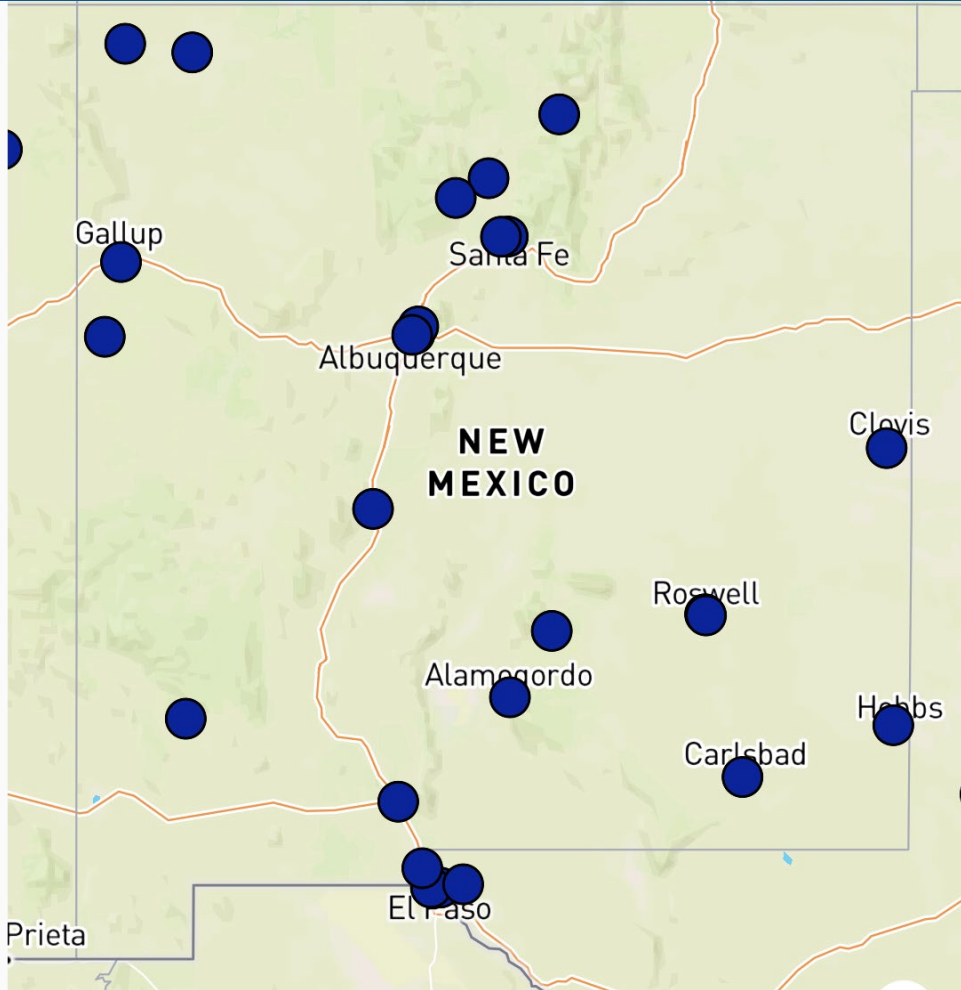 Gallup
Santa Fe
Albuquerque
NEW
MEXICO
Clovis
Roswell
Alamogordo
Hobbs
Carlsbad
El Paso
Prieta